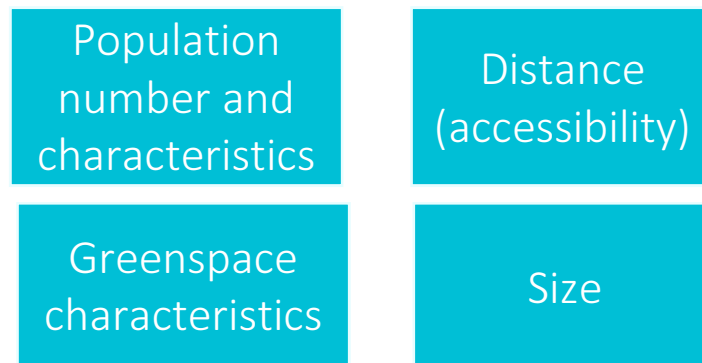 Population
number and
characteristics
Distance
(accessibility)
Greenspace
characteristics
Size